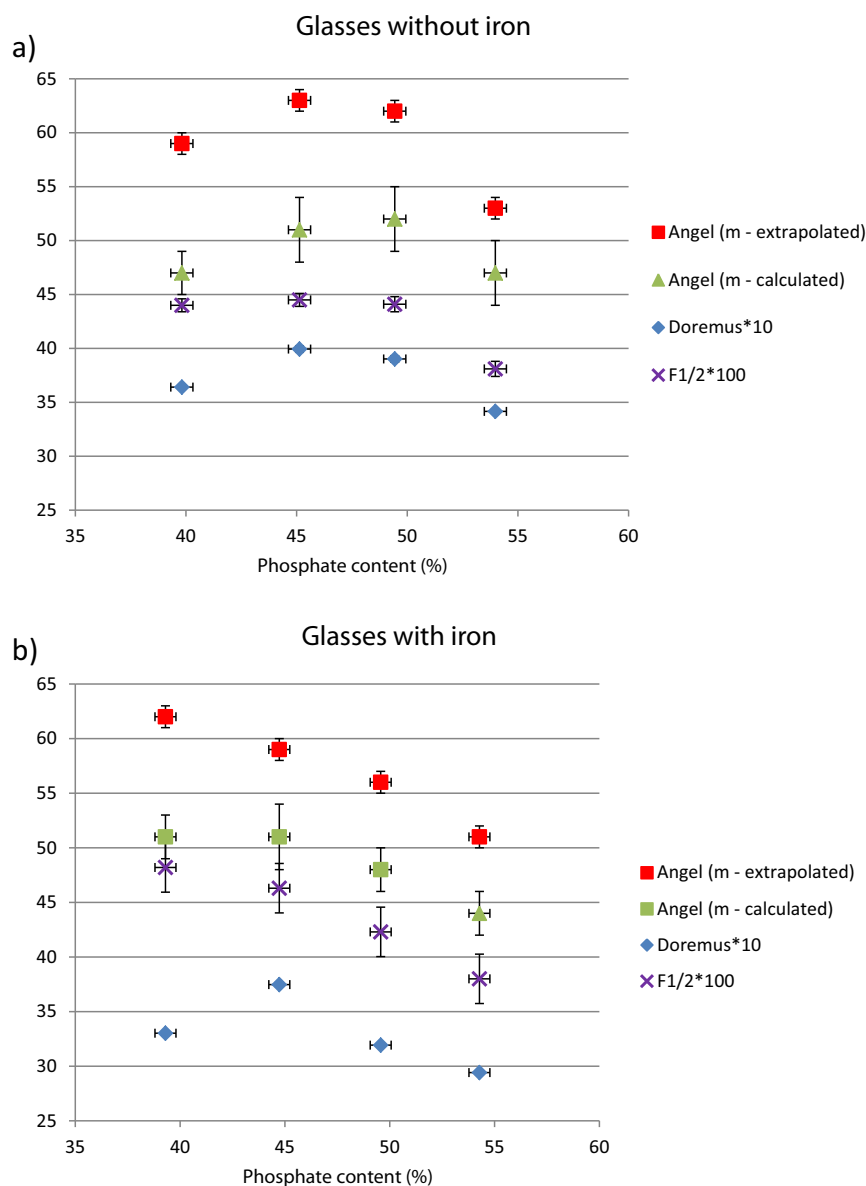 Glasses without iron
a)
65
60
55
50
45
40
35
30
25
35 40 45 50 55 60
Phosphate content (%)
Angel (m - extrapolated)
Angel (m - calculated)
Doremus*10
F1/2*100
Glasses with iron
b)
65
60
55
50
45
40
35
30
25
35 40 45 50 55 60
Phosphate content (%)
Angel (m - extrapolated)
Angel (m - calculated)
Doremus*10
F1/2*100